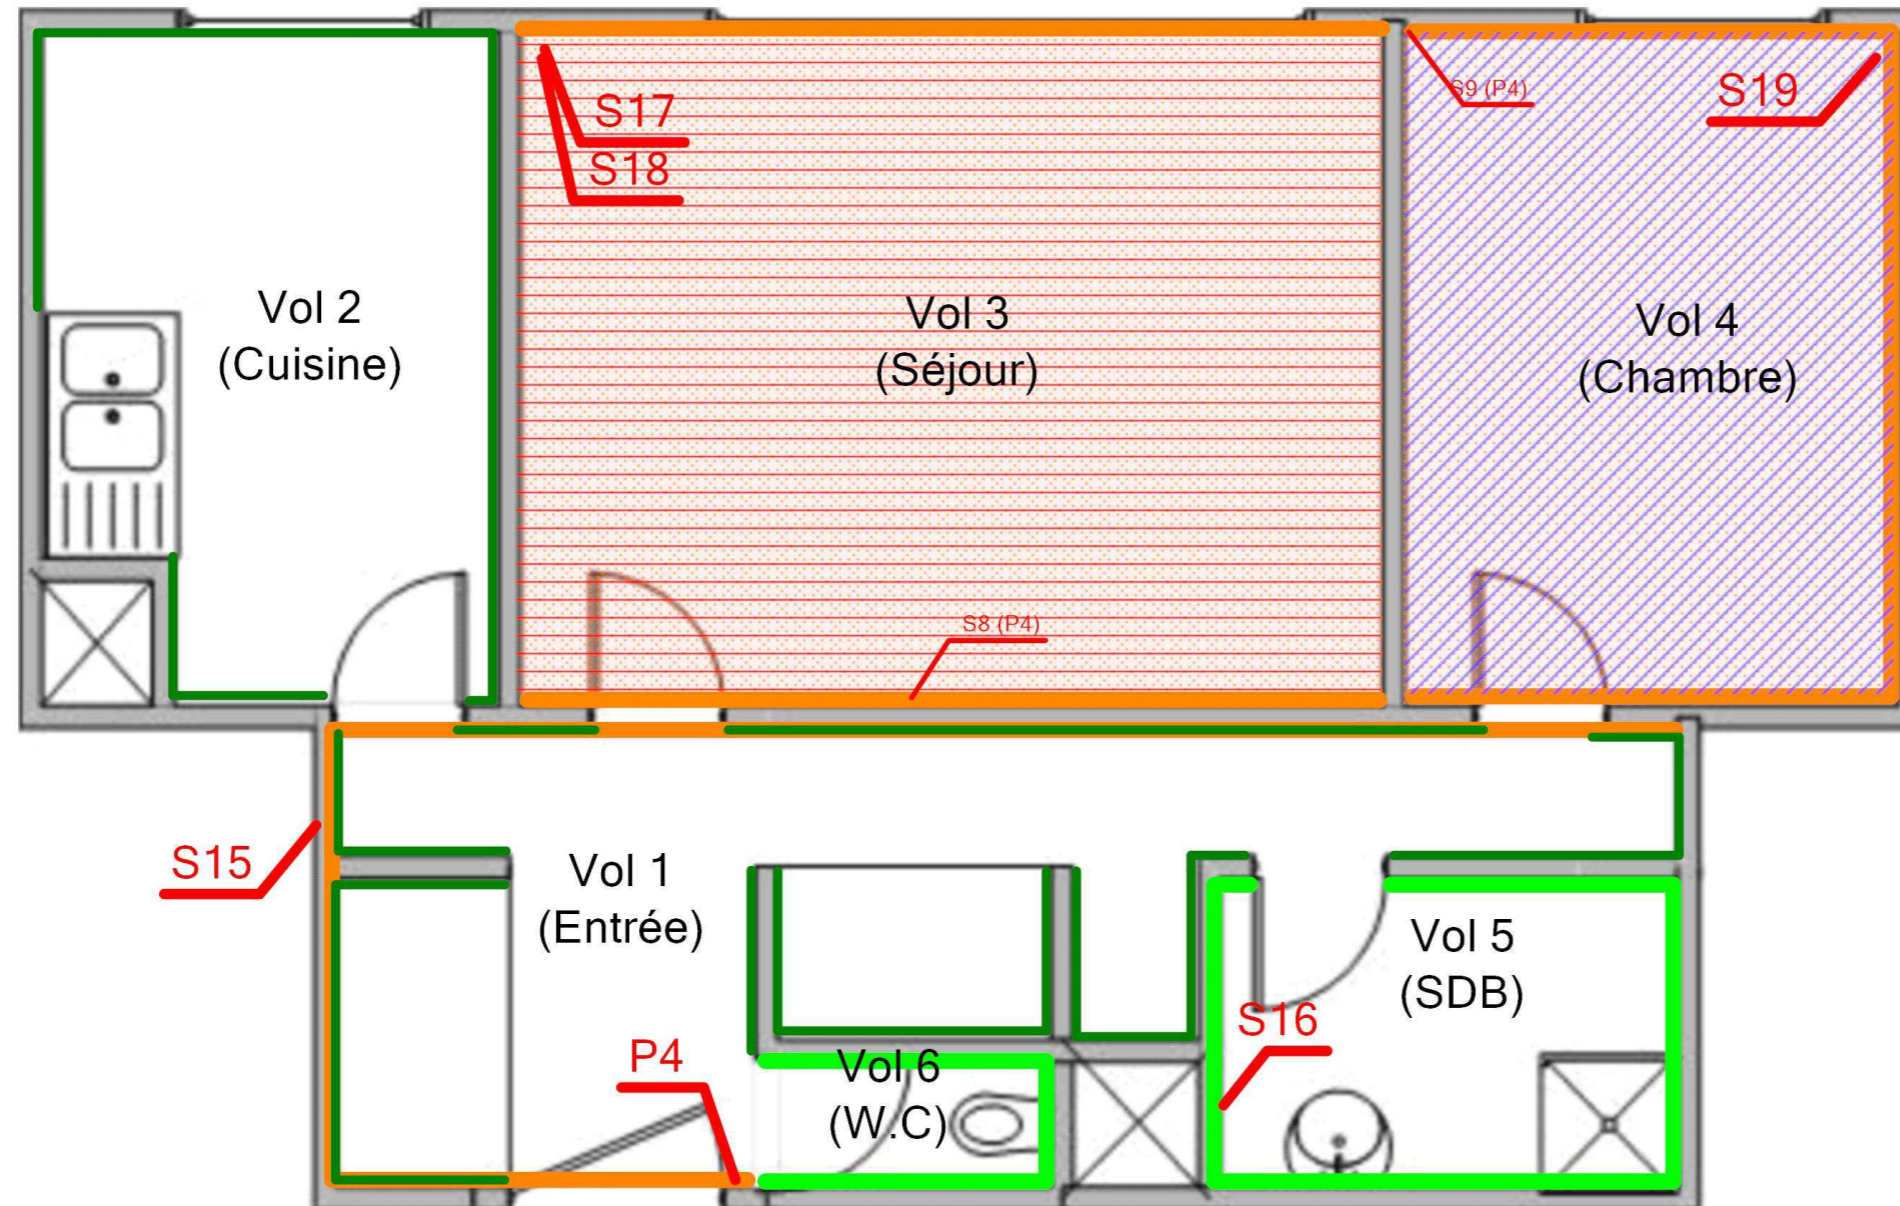 S17
S18
S9 (P4)
S19
Vol 2
(Cuisine)
Vol 3
(Séjour)
Vol 4
(Chambre)
S8 (P4)
S15
Vol 1
(Entrée)
Vol 5
(SDB)
S16
P4
Vol 6
(W.C)